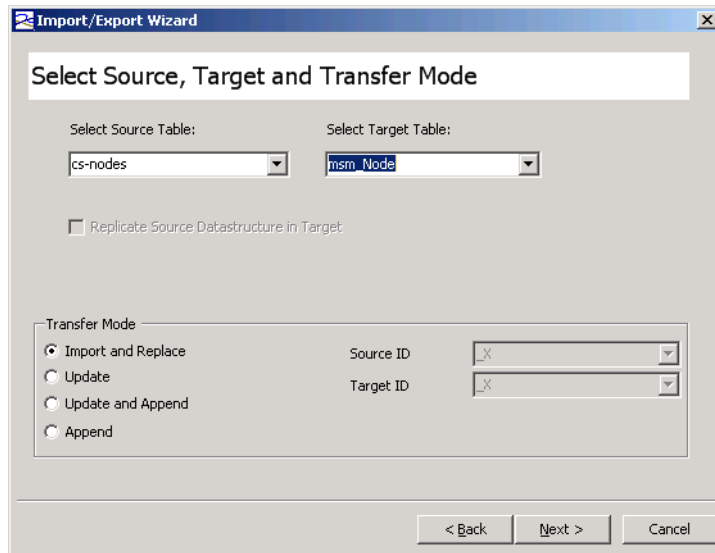 Import/Export Wizard
Select Source, Target and Transfer Mode
Select Source Table: Select Target Table:
cs-nodes msm_Node
Replicate Source Datastructure in Target
Transfer Mode
Import and Replace Source ID _X
Update Target ID _X
Update and Append
Append
< Back Next > Cancel